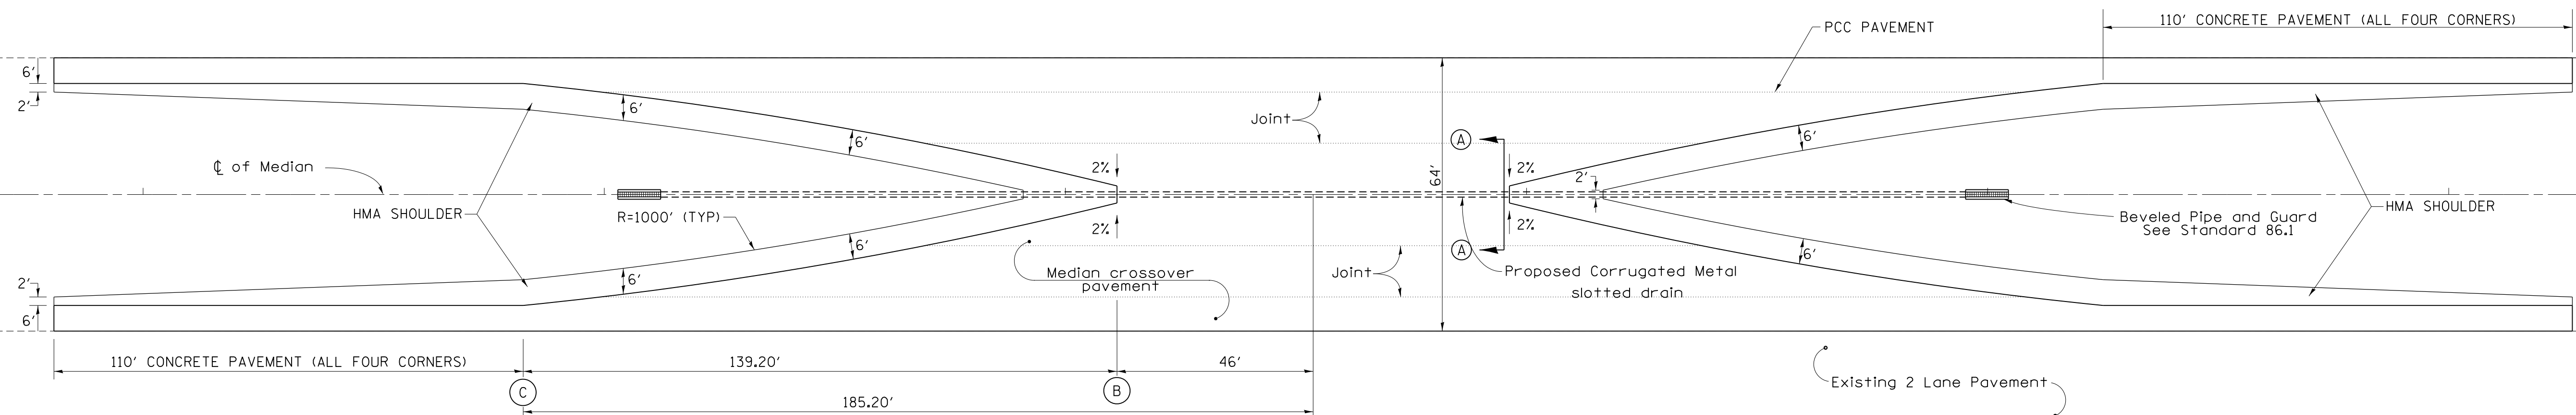 110' CONCRETE PAVEMENT (ALL FOUR CORNERS)
PCC PAVEMENT
6'
2'
6'
Joint
6'
6'
A
2%
2%
64'
℄ of Median
2'
HMA SHOULDER
R=1000' (TYP)
HMA SHOULDER
Beveled Pipe and Guard
See Standard 86.1
2%
2%
6'
A
6'
Median crossover
pavement
Joint
Proposed Corrugated Metal
slotted drain
2'
6'
6'
110' CONCRETE PAVEMENT (ALL FOUR CORNERS)
139.20'
46'
C
B
Existing 2 Lane Pavement
185.20'